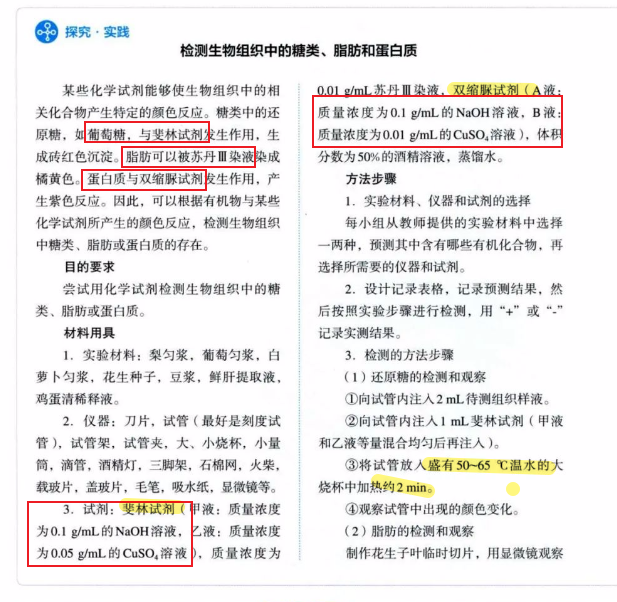 探究·实践
检测生物组织中的糖类、脂肪和蛋白质
某些化学试剂能够使生物组织中的相
关化合物产生特定的颜色反应。糖类中的还
原糖，如葡萄糖，与斐林试剂发生作用，生
成砖红色沉淀。脂肪可以被苏丹Ⅲ染液染成
橘黄色。蛋白质与双缩脲试剂发生作用，产
生紫色反应。因此，可以根据有机物与某些
化学试剂所产生的颜色反应，检测生物组织
中糖类、脂肪或蛋白质的存在。
目的要求
尝试用化学试剂检测生物组织中的糖
类、脂肪和蛋白质。
材料用具
1．实验材料：梨匀浆，葡萄匀浆，白
萝卜匀浆，花生种子，豆浆，鲜肝提取液，
鸡蛋清稀释液。
2．仪器：刀片，试管（最好是刻度试
管），试管架，试管夹，大、小烧杯，小量
筒，滴管，酒精灯，三脚架，石棉网，火柴，
载玻片，盖玻片，毛笔，吸水纸，显微镜等。
3．试剂：斐林试剂（甲液：质量浓度
为0.1 g/mL的NaOH溶液，乙液：质量浓度
为0.05 g/mL的CuSO₄溶液），质量浓度为
0.01 g/mL苏丹Ⅲ染液，双缩脲试剂（A液：
质量浓度为0.1 g/mL的NaOH溶液，B液：
质量浓度为0.01 g/mL的CuSO₄溶液），体积
分数为50%的酒精溶液，蒸馏水。
方法步骤
1．实验材料、仪器和试剂的选择
每小组从教师提供的实验材料中选择
一两种，预测其中含有哪些有机化合物，再
选择所需要的仪器和试剂。
2．设计记录表格，记录预测结果，然
后按照实验步骤进行检测，用“+”或“-”
记录实测结果。
3．检测的方法步骤
（1）还原糖的检测和观察
①向试管内注入2 mL待测组织样液。
②向试管内注入1 mL斐林试剂（甲液
和乙液等量混合均匀后再注入）。
③将试管放入盛有50~65 ℃温水的大
烧杯中加热约2 min。
④观察试管中出现的颜色变化。
（2）脂肪的检测和观察
制作花生子叶临时切片，用显微镜观察